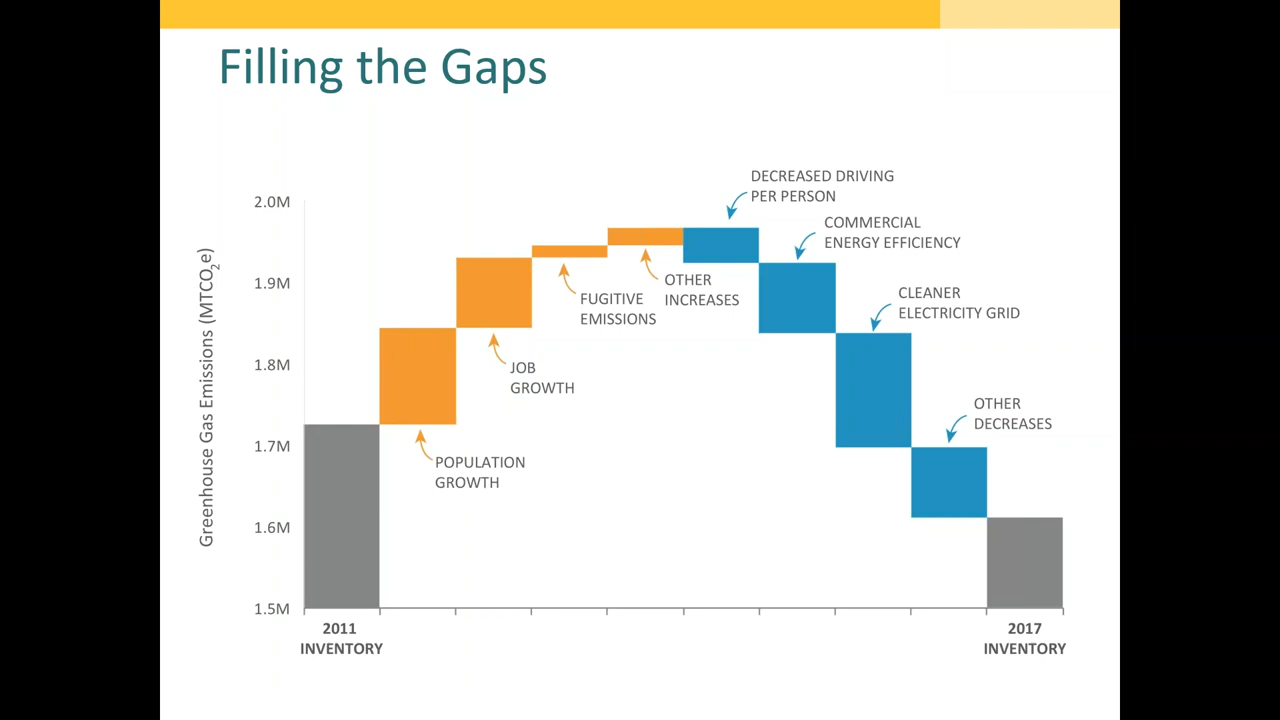 Filling the Gaps
DECREASED DRIVING
PER PERSON
COMMERCIAL
ENERGY EFFICIENCY
CLEANER
ELECTRICITY GRID
OTHER
DECREASES
OTHER
INCREASES
FUGITIVE
EMISSIONS
JOB
GROWTH
POPULATION
GROWTH
Greenhouse Gas Emissions (MTCO₂e)
2.0M
1.9M
1.8M
1.7M
1.6M
1.5M
2011
INVENTORY
2017
INVENTORY